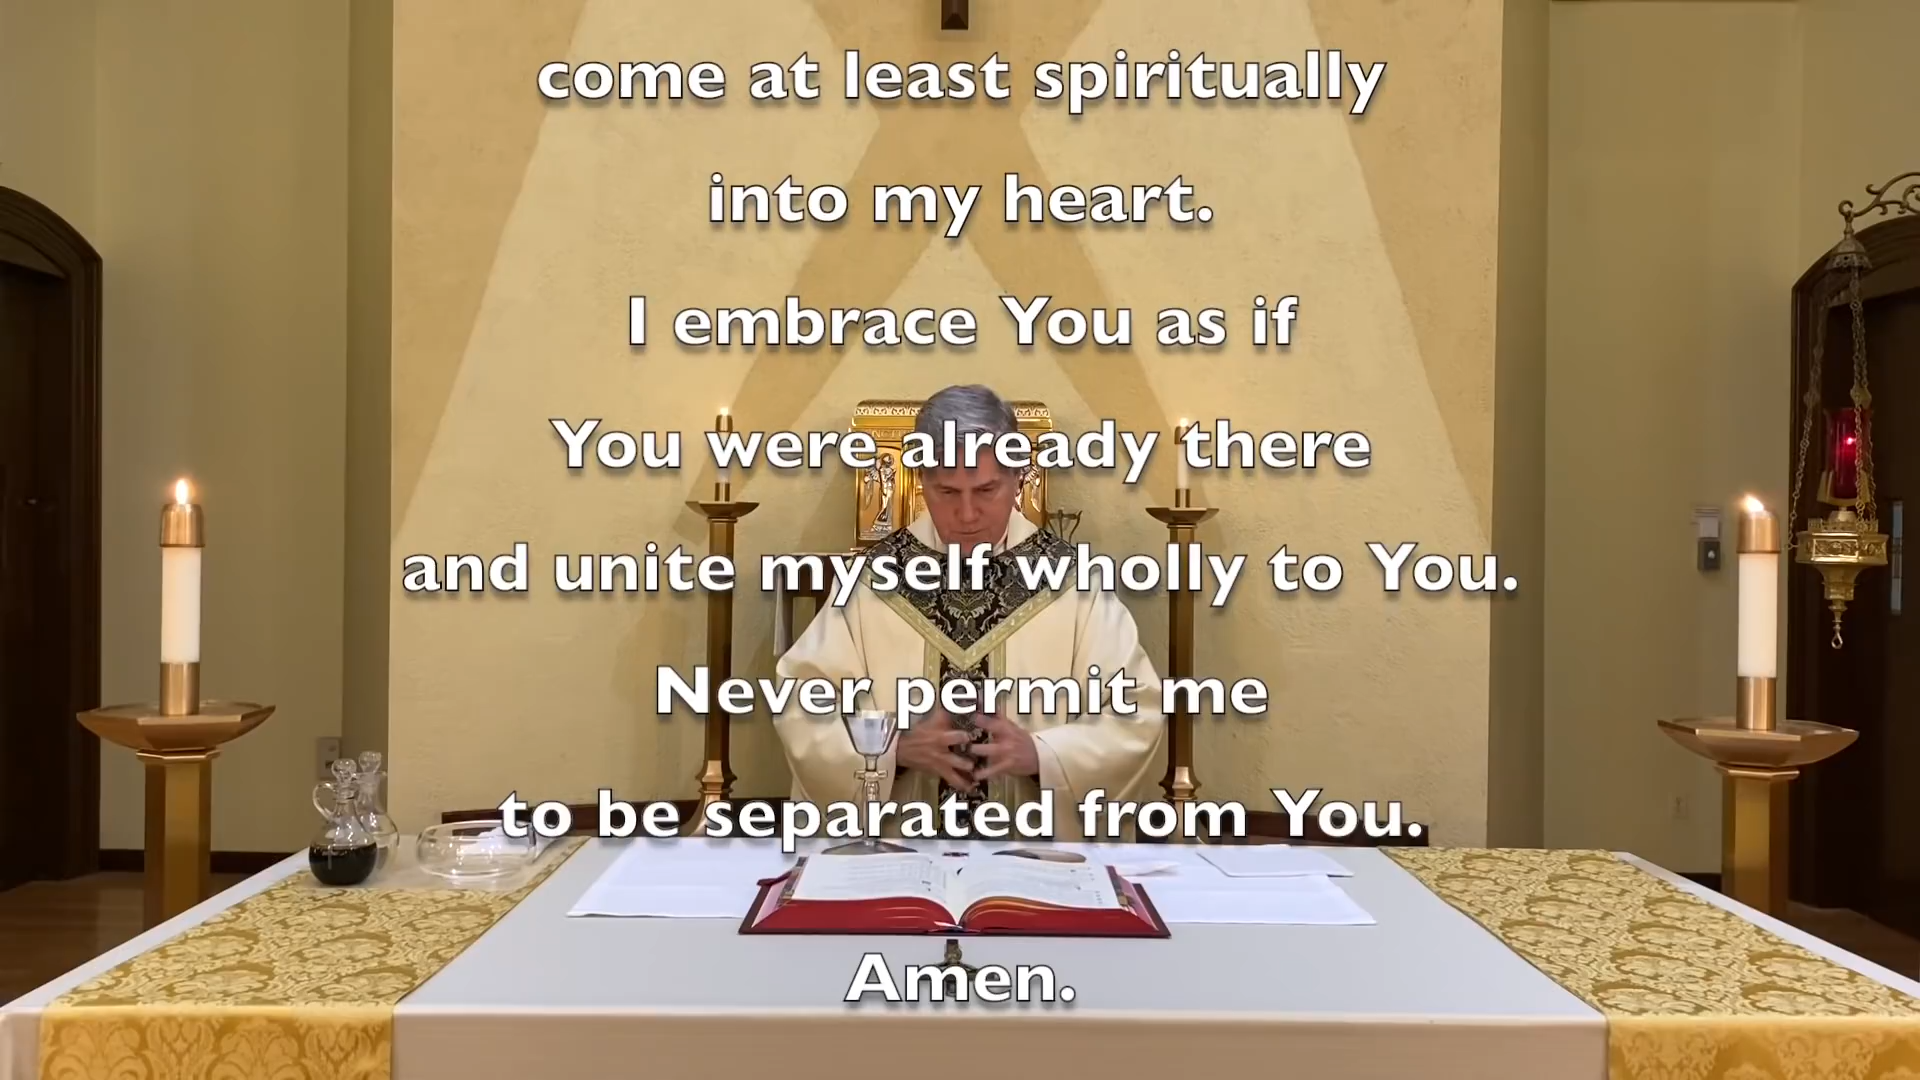 come at least spiritually
into my heart.
I embrace You as if
You were already there
and unite myself wholly to You.
Never permit me
to be separated from You.
Amen.